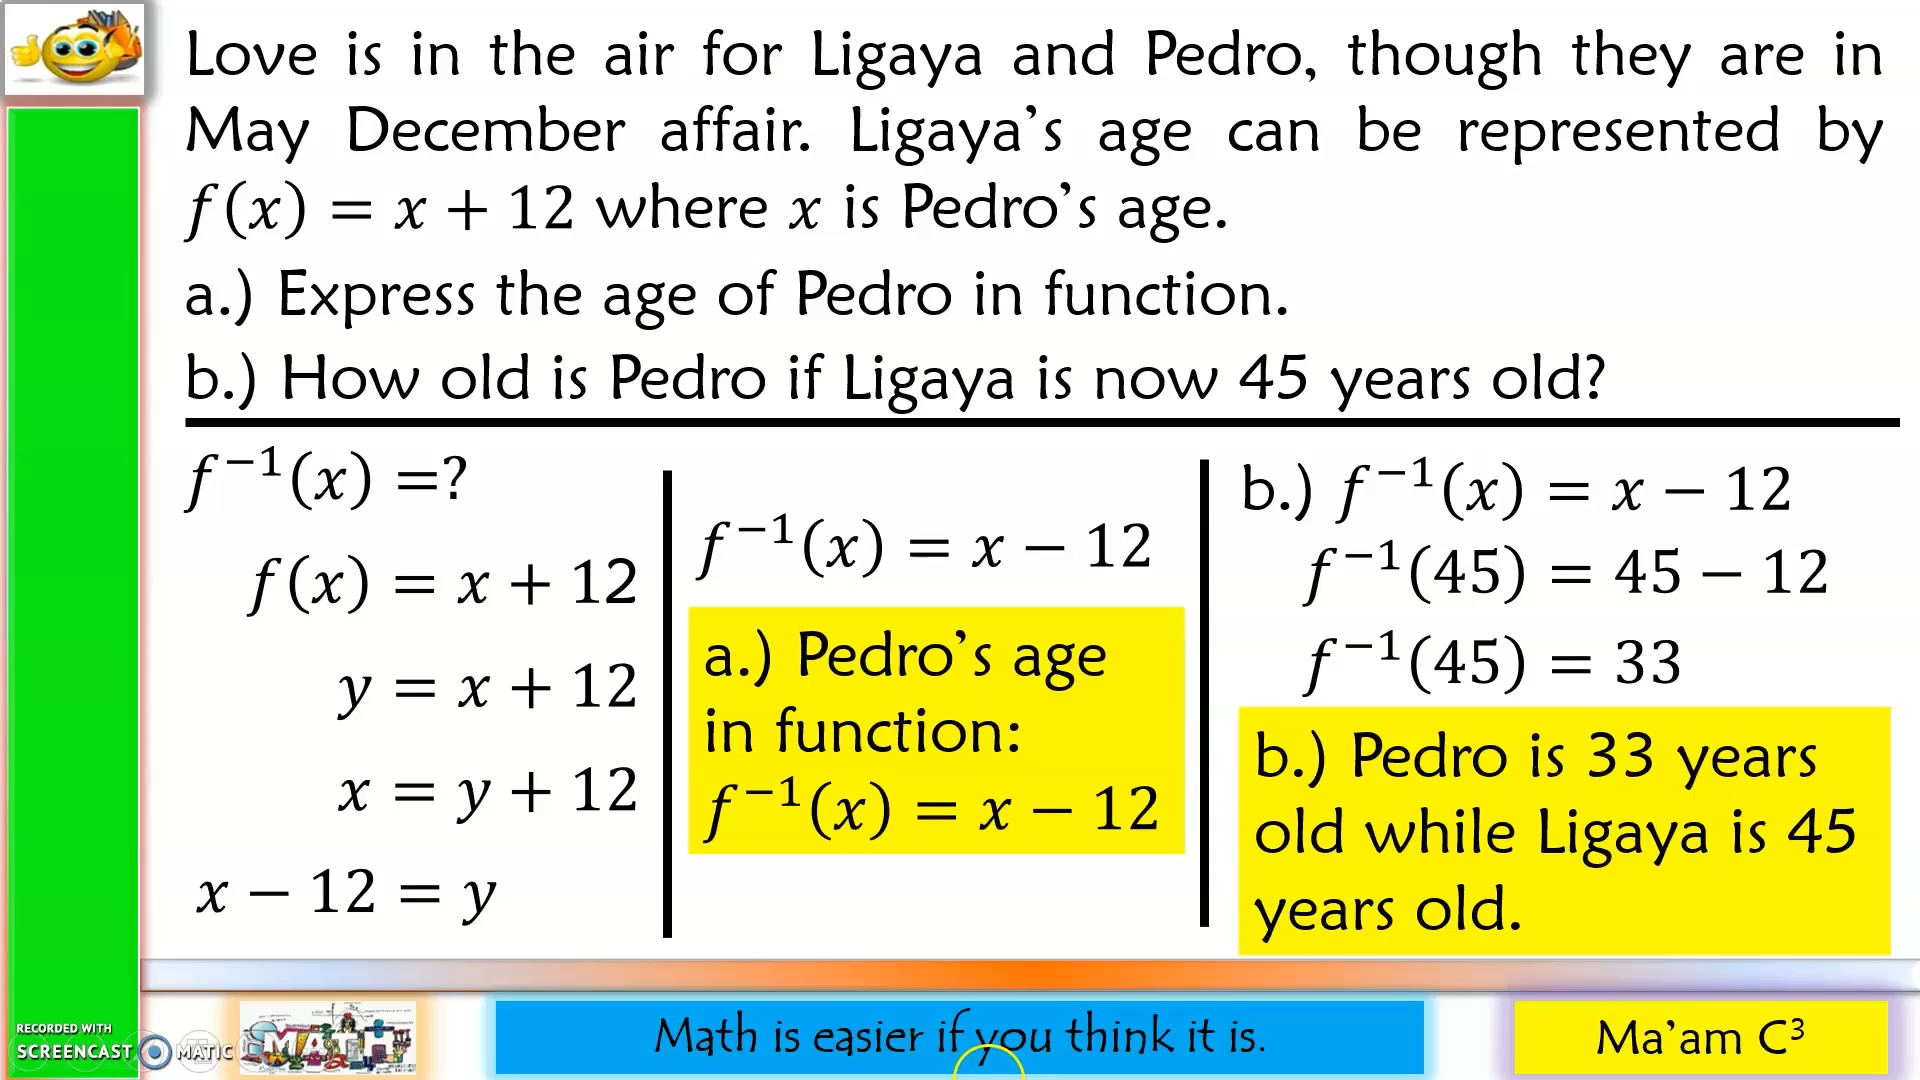 Love is in the air for Ligaya and Pedro, though they are in
May December affair. Ligaya’s age can be represented by
f(x) = x + 12 where x is Pedro’s age.
a.) Express the age of Pedro in function.
b.) How old is Pedro if Ligaya is now 45 years old?
f⁻¹(x) =?
f(x) = x + 12
y = x + 12
x = y + 12
x − 12 = y
f⁻¹(x) = x − 12
a.) Pedro’s age
in function:
f⁻¹(x) = x − 12
b.) f⁻¹(x) = x − 12
f⁻¹(45) = 45 − 12
f⁻¹(45) = 33
b.) Pedro is 33 years
old while Ligaya is 45
years old.
RECORDED WITH
SCREENCAST MATIC
MATH
Math is easier if you think it is.
Ma’am C³